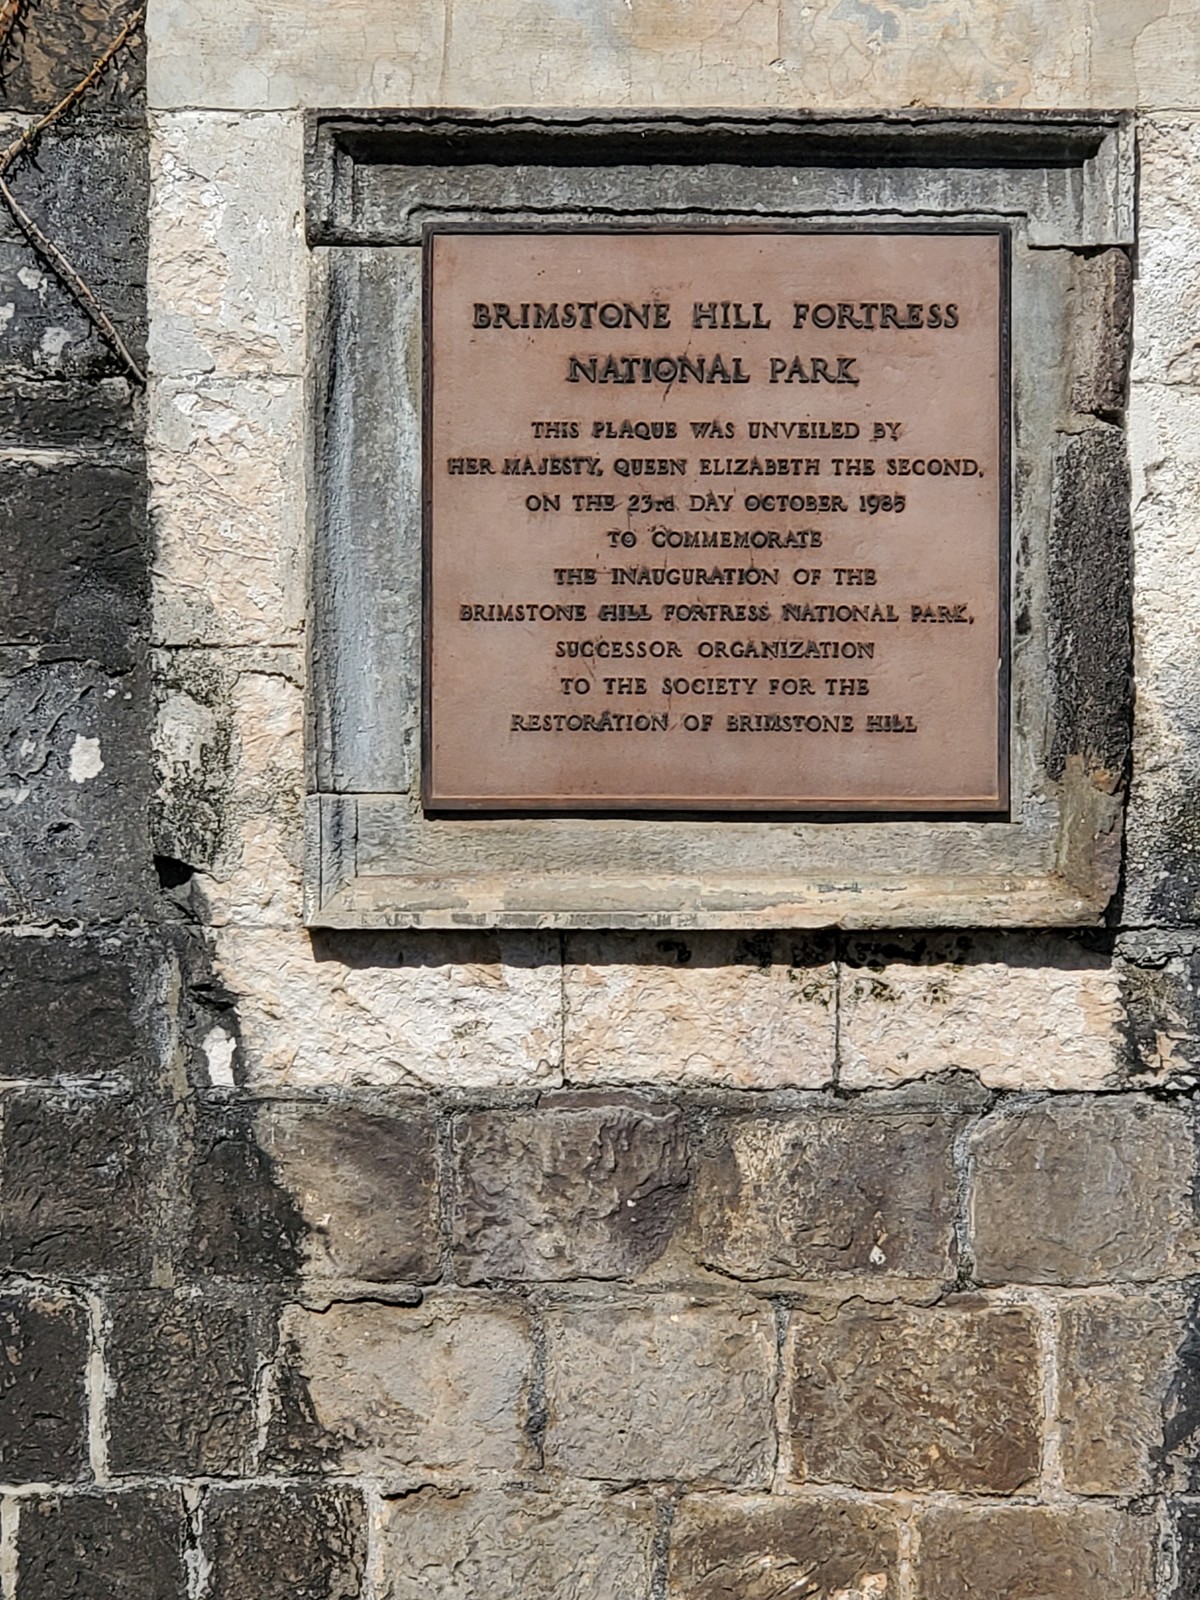 BRIMSTONE HILL FORTRESS
NATIONAL PARK
THIS PLAQUE WAS UNVEILED BY
HER MAJESTY, QUEEN ELIZABETH THE SECOND,
ON THE 23rd DAY OCTOBER 1985
TO COMMEMORATE
THE INAUGURATION OF THE
BRIMSTONE HILL FORTRESS NATIONAL PARK,
SUCCESSOR ORGANIZATION
TO THE SOCIETY FOR THE
RESTORATION OF BRIMSTONE HILL